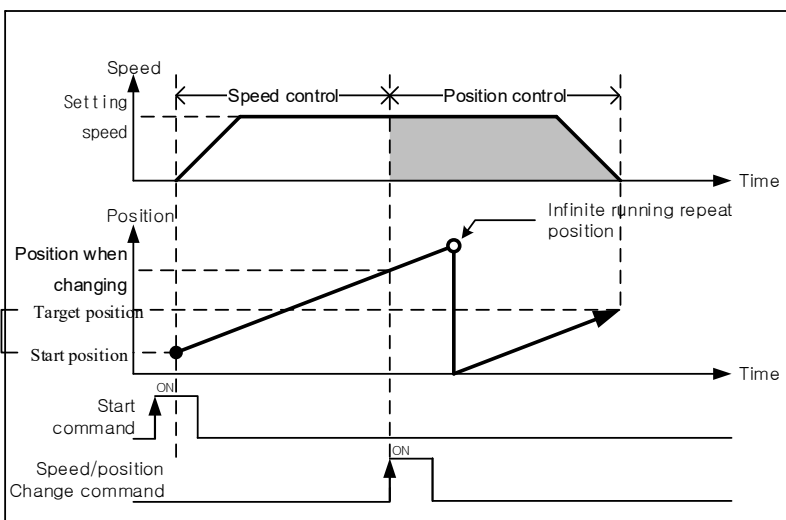 Speed
Setting
speed
Speed control
Position control
Time
Position
Infinite running repeat
position
Position when
changing
Target position
Start position
Time
ON
Start
command
ON
Speed/position
Change command